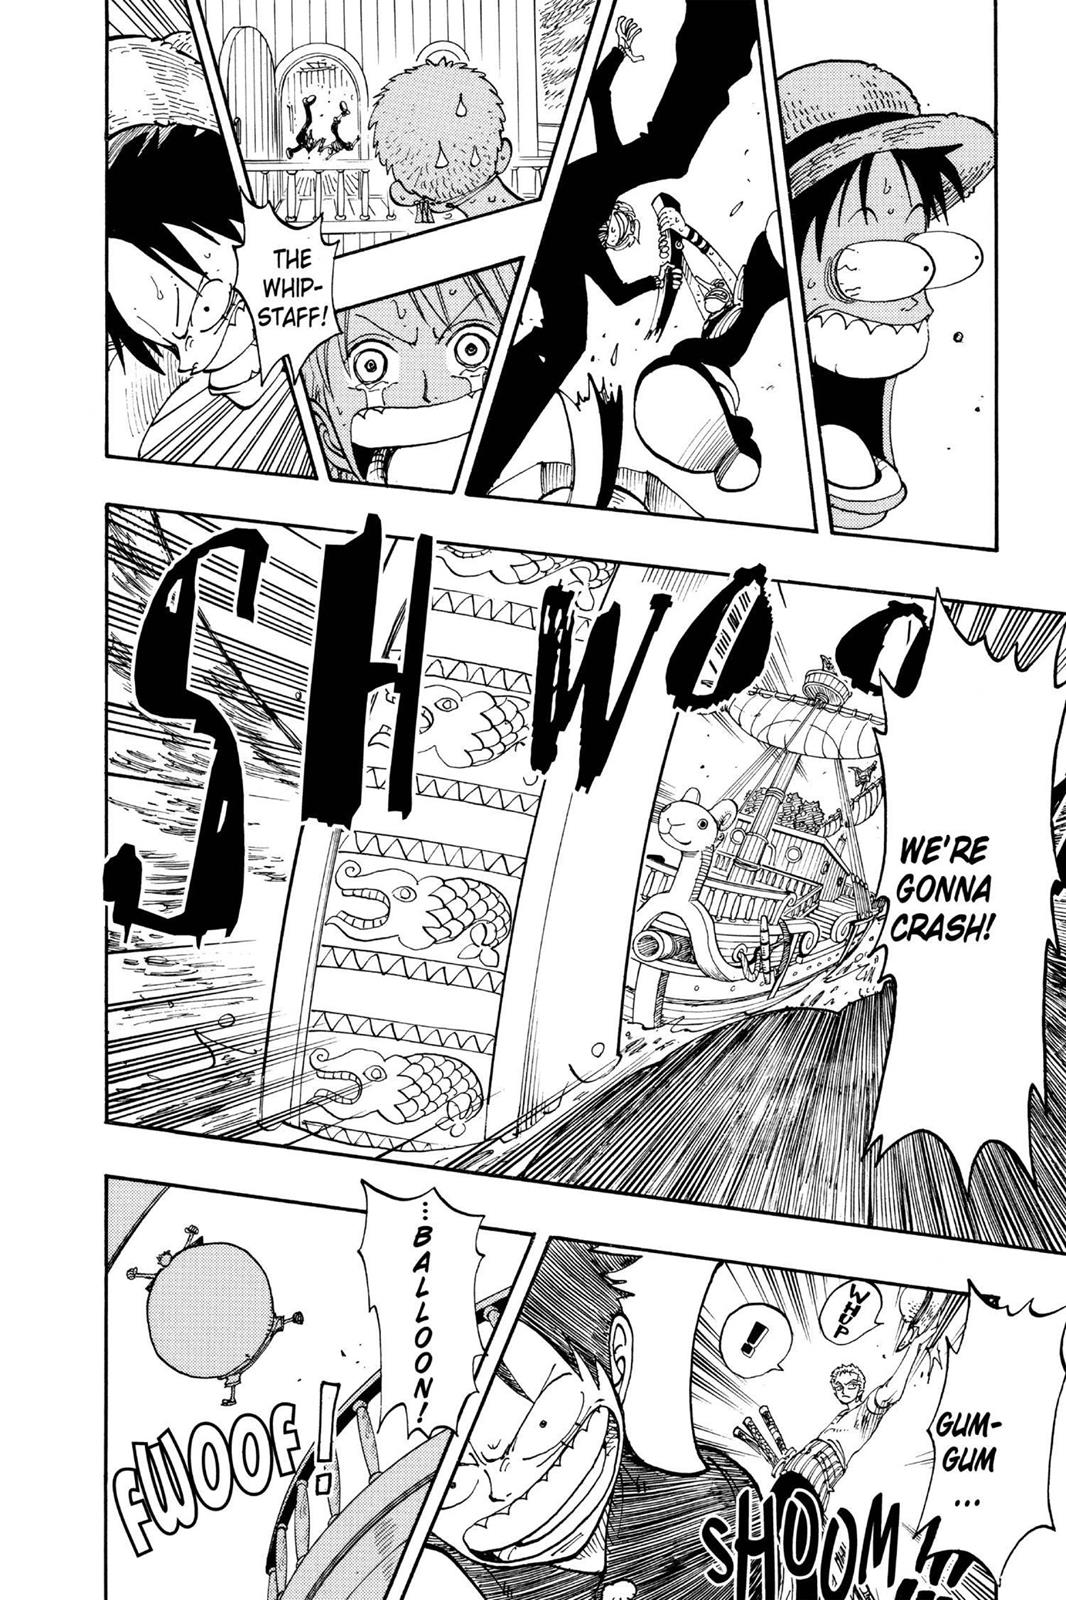 THE
WHIP-
STAFF!
WE'RE
GONNA
CRASH!
SHWOO
GUM-
GUM
...
WHUP
!
SHOOM!!
...BALLOON!
FWOOF!